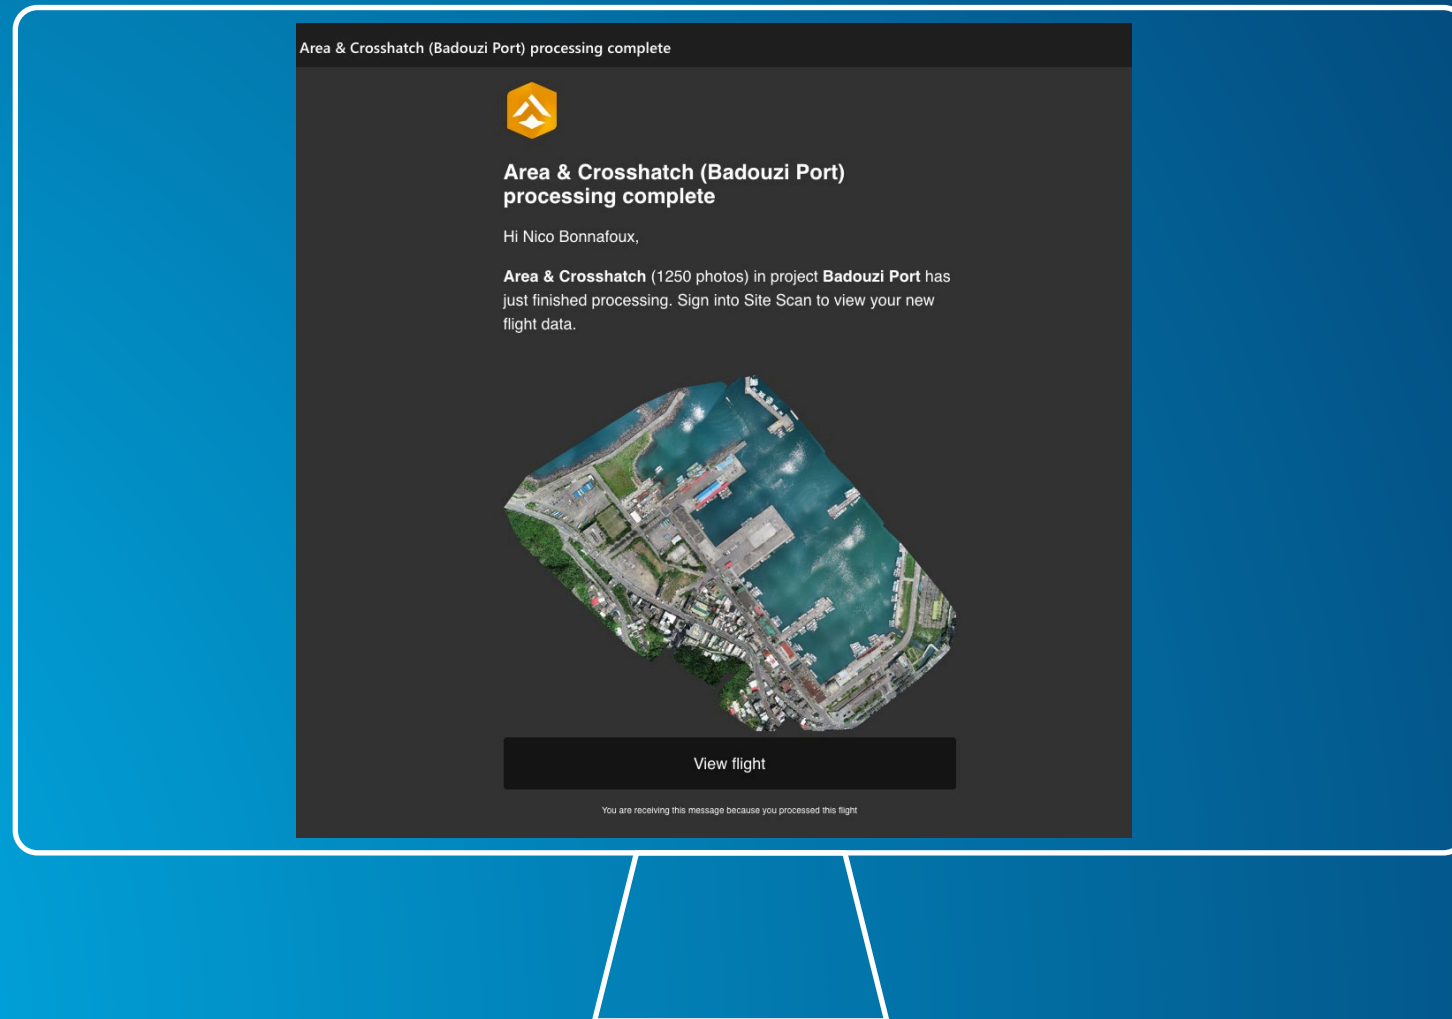 Area & Crosshatch (Badouzi Port) processing complete
Area & Crosshatch (Badouzi Port)
processing complete
Hi Nico Bonnafoux,
Area & Crosshatch (1250 photos) in project Badouzi Port has
just finished processing. Sign into Site Scan to view your new
flight data.
View flight
You are receiving this message because you processed this flight